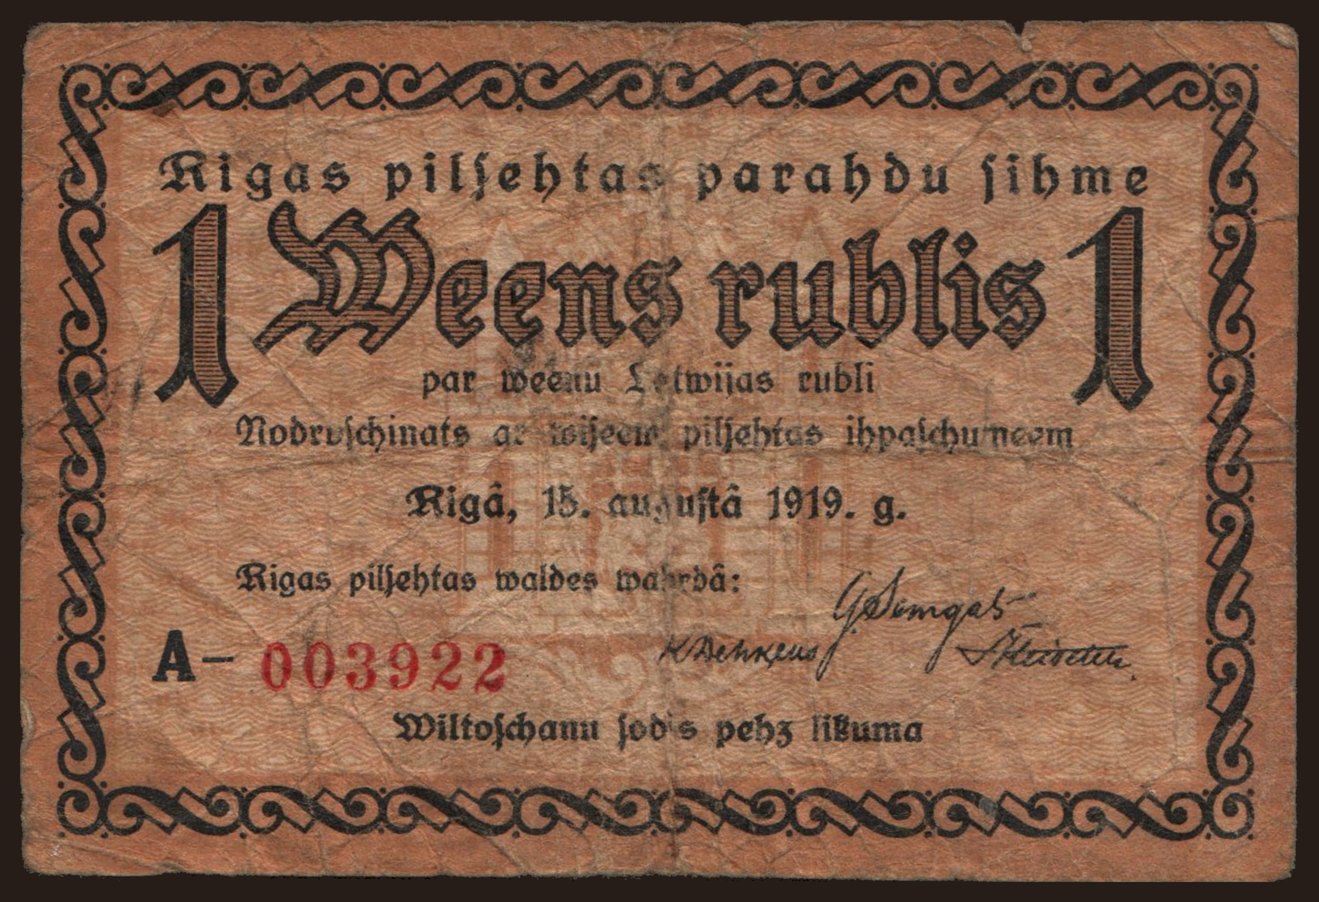 Rigas pilſehtas parahdu ſihme
1 Weens rublis 1
par weenu Latwijas rubli
Nodroſchinats ar wiſeem pilſehtas ihpaſchumeem
Rigâ, 15. auguſtâ 1919. g.
Rigas pilſehtas waldes wahrdâ:
A- 003922
Wiltoſchanu ſodis pehz likuma